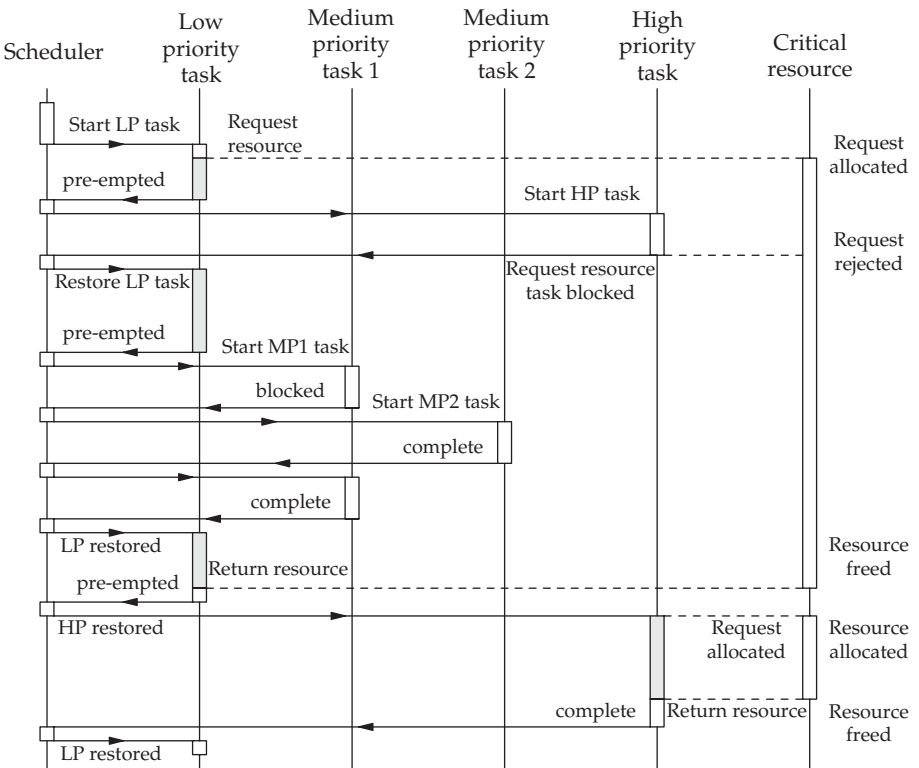 Scheduler
Low
priority
task
Medium
priority
task 1
Medium
priority
task 2
High
priority
task
Critical
resource
Start LP task
Request
resource
Request
allocated
pre-empted
Start HP task
Request
rejected
Restore LP task
Request resource
task blocked
pre-empted
Start MP1 task
blocked
Start MP2 task
complete
complete
LP restored
Return resource
Resource
freed
pre-empted
HP restored
Request
allocated
Resource
allocated
complete
Return resource
Resource
freed
LP restored